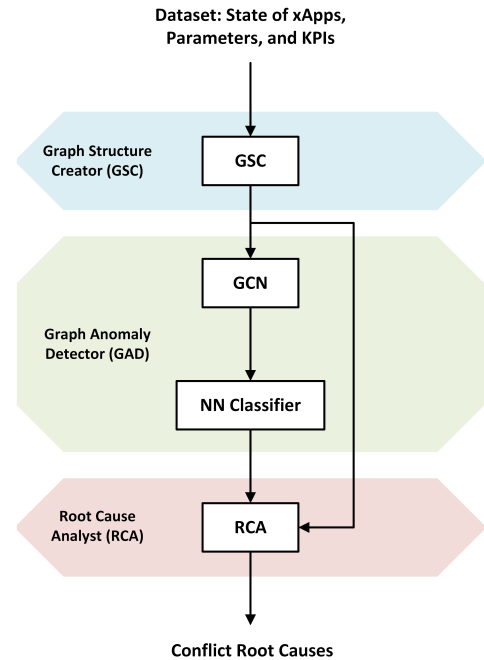 Dataset: State of xApps,
Parameters, and KPIs
Graph Structure
Creator (GSC)
GSC
GCN
Graph Anomaly
Detector (GAD)
NN Classifier
Root Cause
Analyst (RCA)
RCA
Conflict Root Causes